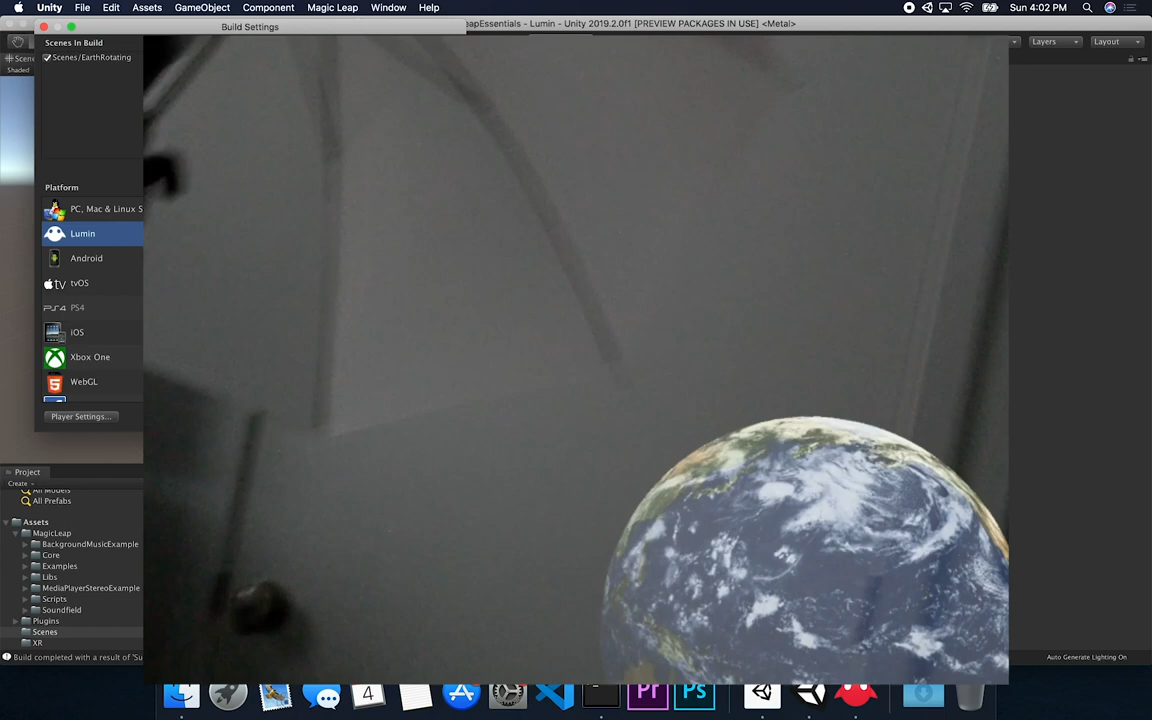 Unity File Edit Assets GameObject Component Magic Leap Window Help Sun 4:02 PM
Build Settings
eapEssentials - Lumin - Unity 2019.2.0f1 [PREVIEW PACKAGES IN USE] <Metal>
Layers Layout
Scenes In Build
Scenes/EarthRotating
Scene
Shaded
Platform
PC, Mac & Linux S
Lumin
Android
tv tvOS
PS4
iOS
Xbox One
WebGL
Player Settings...
Project
Create
All Models
All Prefabs
Assets
MagicLeap
BackgroundMusicExample
Core
Examples
Libs
MediaPlayerStereoExample
Scripts
Soundfield
Plugins
Scenes
XR
Build completed with a result of 'Su
Auto Generate Lighting On
4
Pr
Ps